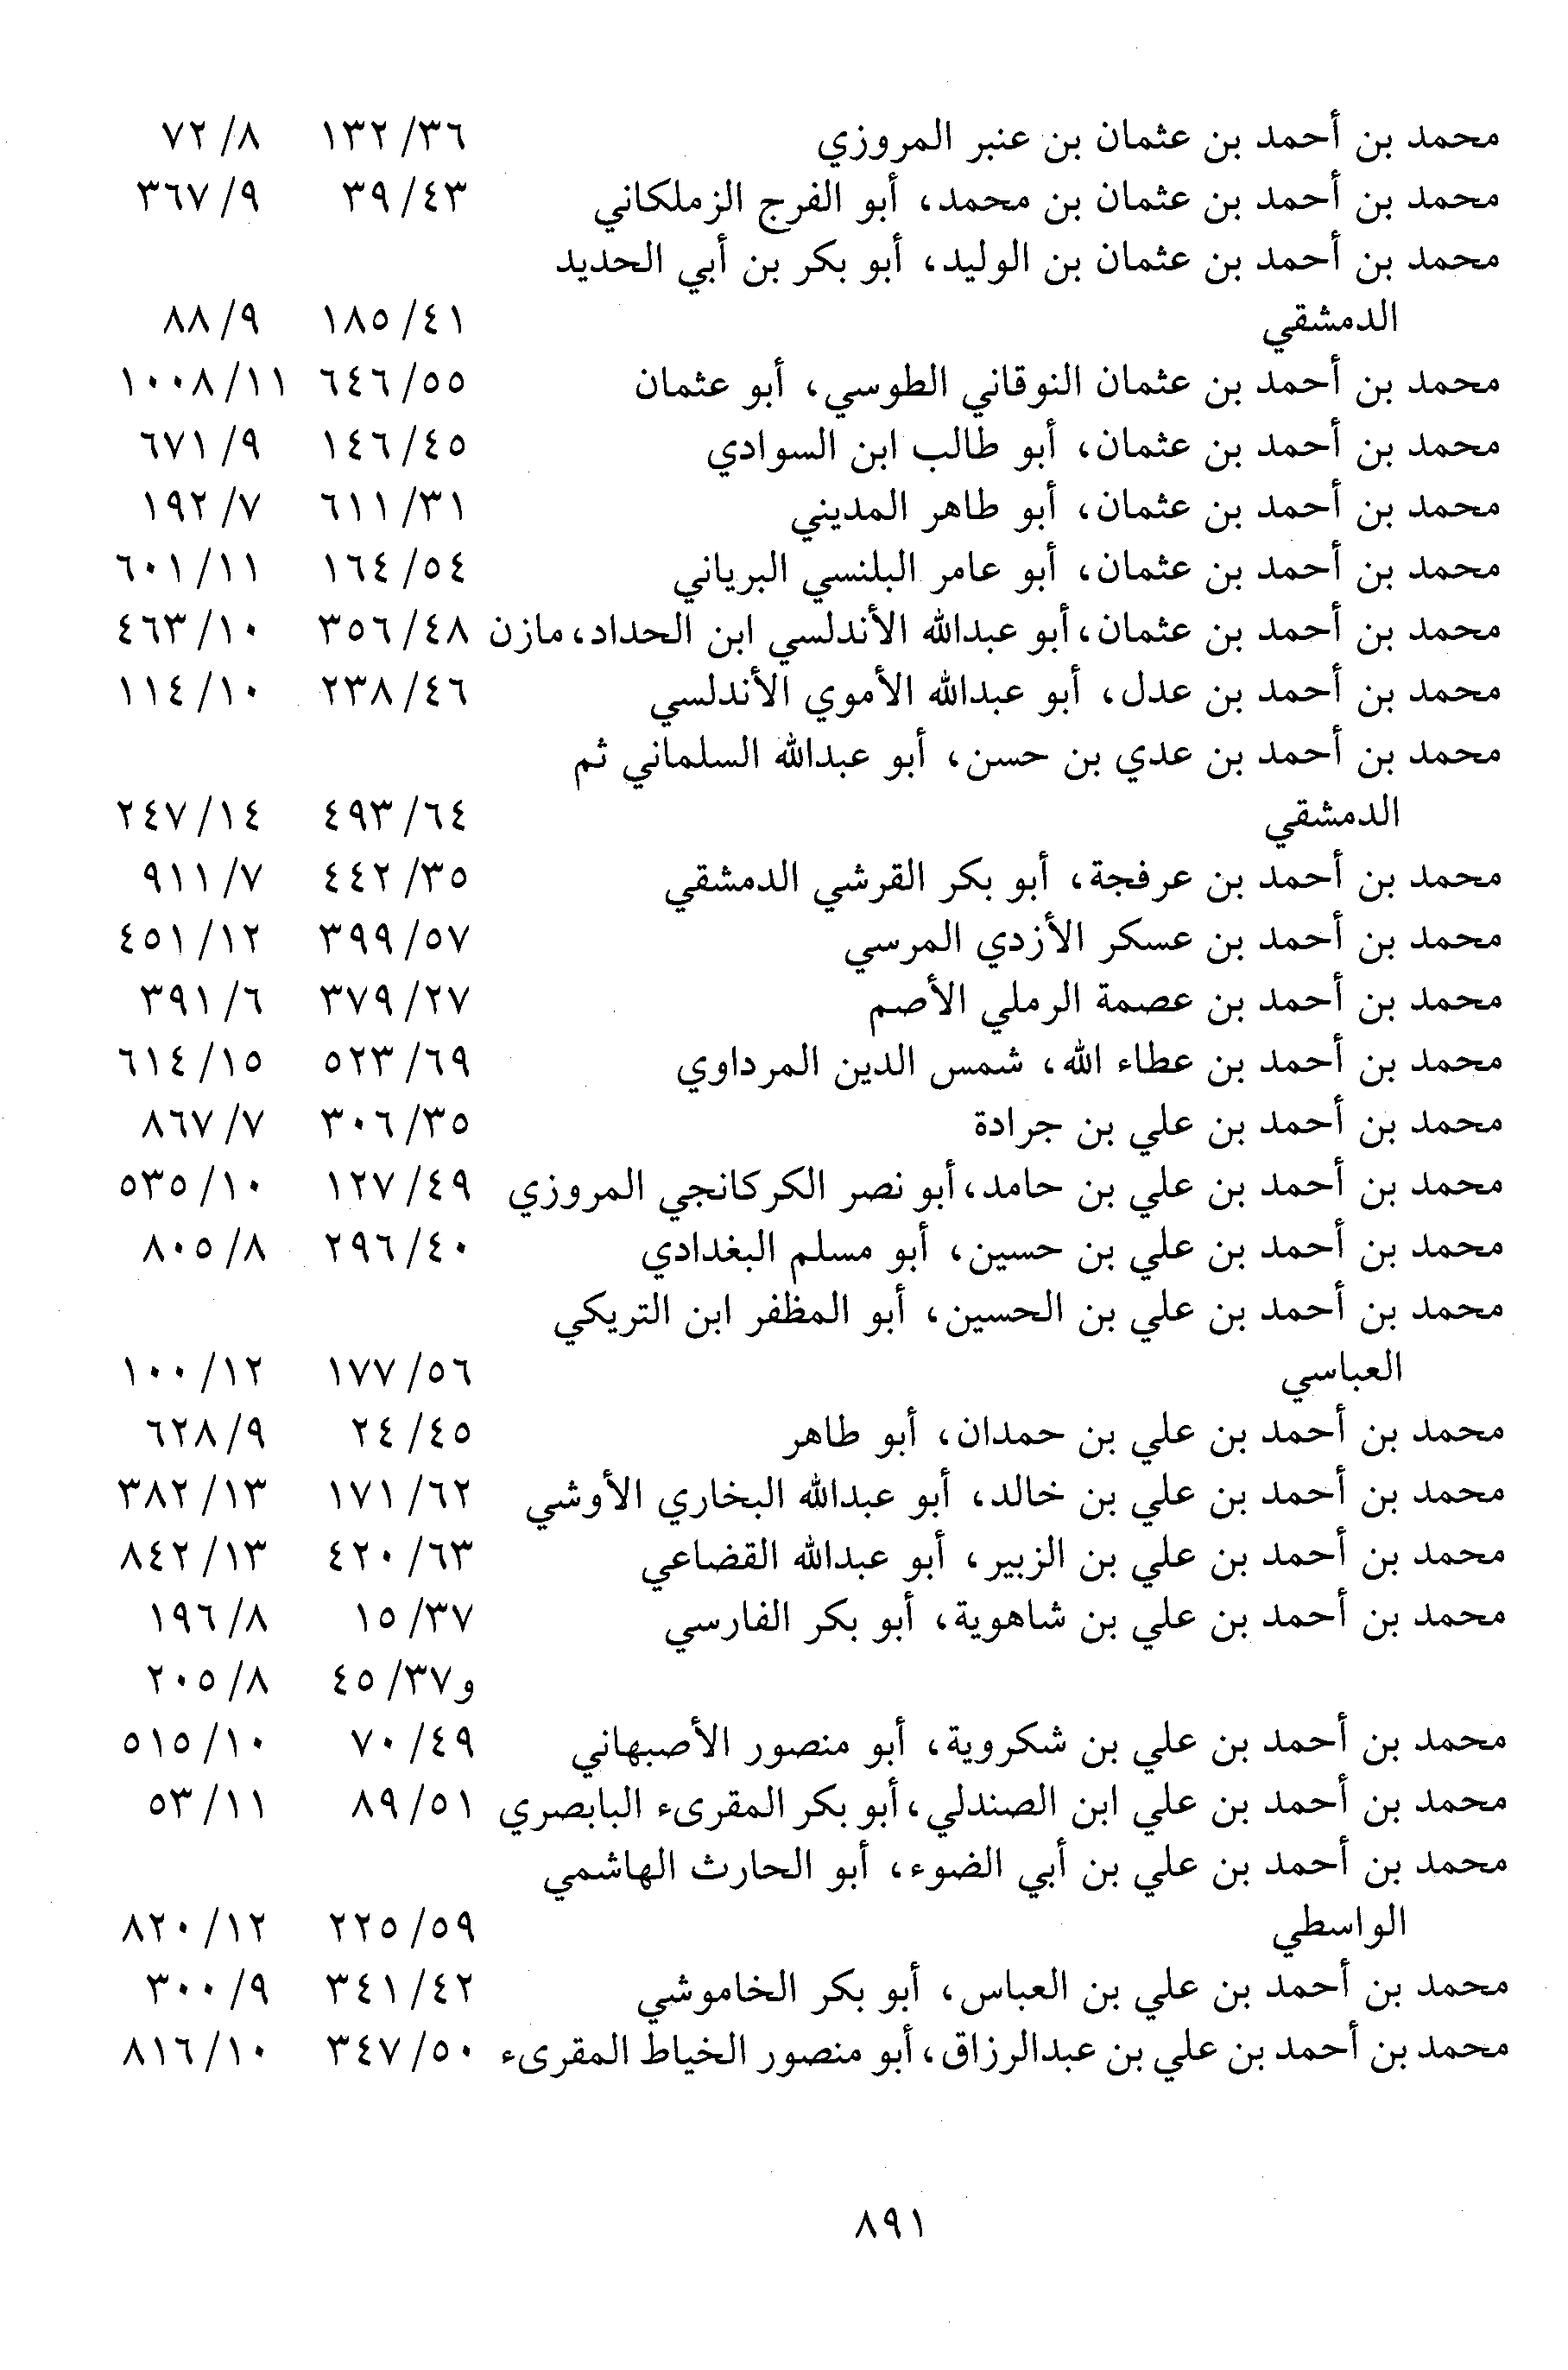 محمد بن أحمد بن عثمان بن عنبر المروزي ٣٦/ ١٣٢ ٨/ ٧٢
محمد بن أحمد بن عثمان بن محمد، أبو الفرج الزملكاني ٤٣/ ٣٩ ٩/ ٣٦٧
محمد بن أحمد بن عثمان بن الوليد، أبو بكر بن أبي الحديد
الدمشقي ٤١/ ١٨٥ ٩/ ٨٨
محمد بن أحمد بن عثمان النوقاني الطوسي، أبو عثمان ٥٥/ ٦٤٦ ١١/ ١٠٠٨
محمد بن أحمد بن عثمان، أبو طالب ابن السوادي ٤٥/ ١٤٦ ٩/ ٦٧١
محمد بن أحمد بن عثمان، أبو طاهر المديني ٣١/ ٦١١ ٧/ ١٩٢
محمد بن أحمد بن عثمان، أبو عامر البلنسي البرياني ٥٤/ ١٦٤ ١١/ ٦٠١
محمد بن أحمد بن عثمان، أبو عبدالله الأندلسي ابن الحداد، مازن ٤٨/ ٣٥٦ ١٠/ ٤٦٣
محمد بن أحمد بن عدل، أبو عبدالله الأموي الأندلسي ٤٦/ ٢٣٨ ١٠/ ١١٤
محمد بن أحمد بن عدي بن حسن، أبو عبدالله السلماني ثم
الدمشقي ٦٤/ ٤٩٣ ١٤/ ٢٤٧
محمد بن أحمد بن عرفجة، أبو بكر القرشي الدمشقي ٣٥/ ٤٤٢ ٧/ ٩١١
محمد بن أحمد بن عسكر الأزدي المرسي ٥٧/ ٣٩٩ ١٢/ ٤٥١
محمد بن أحمد بن عصمة الرملي الأصم ٢٧/ ٣٧٩ ٦/ ٣٩١
محمد بن أحمد بن عطاء الله، شمس الدين المرداوي ٦٩/ ٥٢٣ ١٥/ ٦١٤
محمد بن أحمد بن علي بن جرادة ٣٥/ ٣٠٦ ٧/ ٨٦٧
محمد بن أحمد بن علي بن حامد، أبو نصر الكركانجي المروزي ٤٩/ ١٢٧ ١٠/ ٥٣٥
محمد بن أحمد بن علي بن حسين، أبو مسلم البغدادي ٤٠/ ٢٩٦ ٨/ ٨٠٥
محمد بن أحمد بن علي بن الحسين، أبو المظفر ابن التريكي
العباسي ٥٦/ ١٧٧ ١٢/ ١٠٠
محمد بن أحمد بن علي بن حمدان، أبو طاهر ٤٥/ ٢٤ ٩/ ٦٢٨
محمد بن أحمد بن علي بن خالد، أبو عبدالله البخاري الأوشي ٦٢/ ١٧١ ١٣/ ٣٨٢
محمد بن أحمد بن علي بن الزبير، أبو عبدالله القضاعي ٦٣/ ٤٢٠ ١٣/ ٨٤٢
محمد بن أحمد بن علي بن شاهوية، أبو بكر الفارسي ٣٧/ ١٥ ٨/ ١٩٦
و٣٧/ ٤٥ ٨/ ٢٠٥
محمد بن أحمد بن علي بن شكروية، أبو منصور الأصبهاني ٤٩/ ٧٠ ١٠/ ٥١٥
محمد بن أحمد بن علي ابن الصندلي، أبو بكر المقرىء البابصري ٥١/ ٨٩ ١١/ ٥٣
محمد بن أحمد بن علي بن أبي الضوء، أبو الحارث الهاشمي
الواسطي ٥٩/ ٢٢٥ ١٢/ ٨٢٠
محمد بن أحمد بن علي بن العباس، أبو بكر الخاموشي ٤٢/ ٣٤١ ٩/ ٣٠٠
محمد بن أحمد بن علي بن عبدالرزاق، أبو منصور الخياط المقرىء ٥٠/ ٣٤٧ ١٠/ ٨١٦
٨٩١